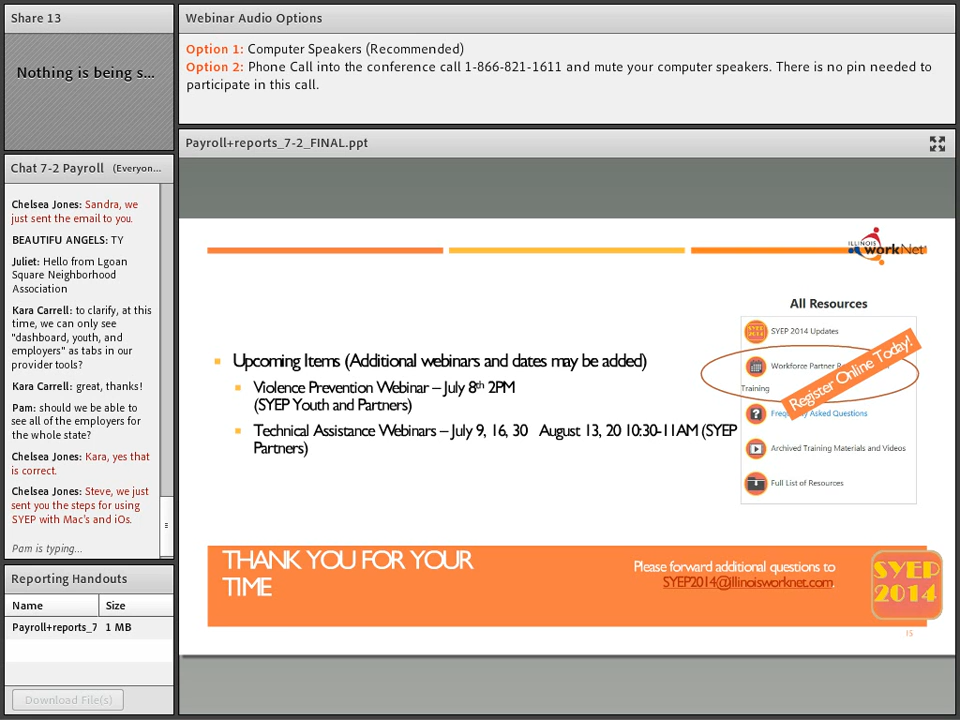 Share 13
Nothing is being s...
Webinar Audio Options
Option 1: Computer Speakers (Recommended)
Option 2: Phone Call into the conference call 1-866-821-1611 and mute your computer speakers. There is no pin needed to
participate in this call.
Chat 7-2 Payroll (Everyon...
Chelsea Jones: Sandra, we
just sent the email to you.
BEAUTIFU ANGELS: TY
Juliet: Hello from Lgoan
Square Neighborhood
Association
Kara Carrell: to clarify, at this
time, we can only see
"dashboard, youth, and
employers" as tabs in our
provider tools?
Kara Carrell: great, thanks!
Pam: should we be able to
see all of the employers for
the whole state?
Chelsea Jones: Kara, yes that
is correct.
Chelsea Jones: Steve, we just
sent you the steps for using
SYEP with Mac's and iOs.
Pam is typing...
Reporting Handouts
Name Size
Payroll+reports_7 1 MB
Download File(s)
Payroll+reports_7-2_FINAL.ppt
ILLINOIS
workNet
Upcoming Items (Additional webinars and dates may be added)
Violence Prevention Webinar – July 8th 2PM
(SYEP Youth and Partners)
Technical Assistance Webinars – July 9, 16, 30 August 13, 20 10:30-11AM (SYEP
Partners)
All Resources
SYEP 2014 Updates
Workforce Partner
Training
Register Online Today!
Frequently Asked Questions
Archived Training Materials and Videos
Full List of Resources
THANK YOU FOR YOUR
TIME
Please forward additional questions to
SYEP2014@illinoisworknet.com.
SYEP
2014
15